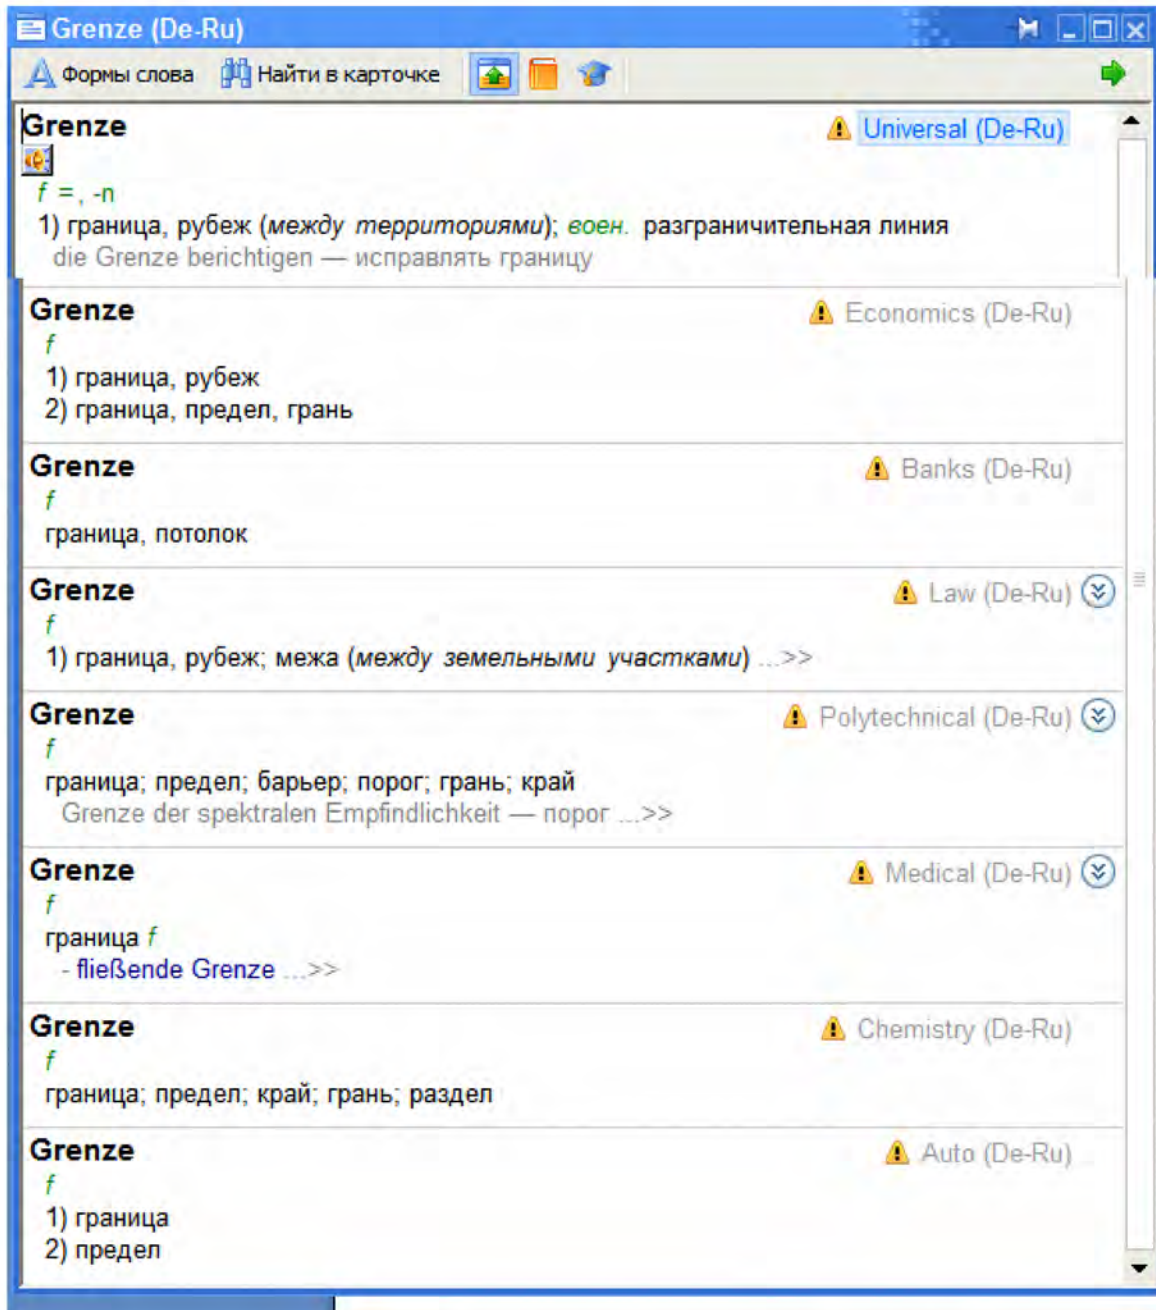 Grenze (De-Ru)
Формы слова Найти в карточке
Grenze Universal (De-Ru)
f =, -n
1) граница, рубеж (между территориями); воен. разграничительная линия
die Grenze berichtigen — исправлять границу
Grenze Economics (De-Ru)
f
1) граница, рубеж
2) граница, предел, грань
Grenze Banks (De-Ru)
f
граница, потолок
Grenze Law (De-Ru)
f
1) граница, рубеж; межа (между земельными участками) ...>>
Grenze Polytechnical (De-Ru)
f
граница; предел; барьер; порог; грань; край
Grenze der spektralen Empfindlichkeit — порог ...>>
Grenze Medical (De-Ru)
f
граница f
- fließende Grenze ...>>
Grenze Chemistry (De-Ru)
f
граница; предел; край; грань; раздел
Grenze Auto (De-Ru)
f
1) граница
2) предел